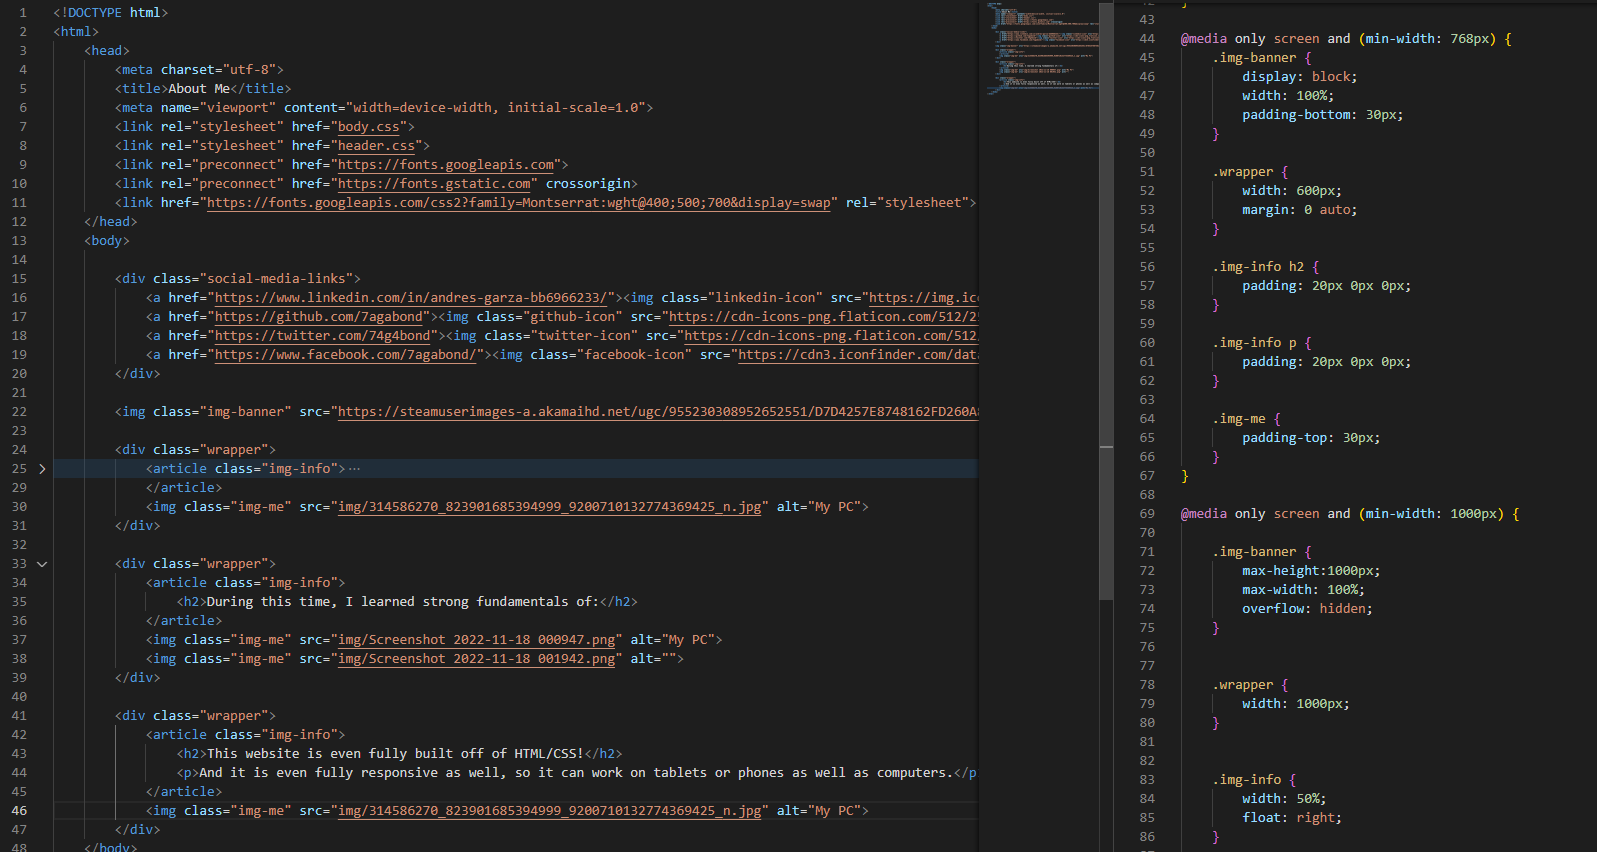 1 <!DOCTYPE html>
2 <html>
3 <head>
4 <meta charset="utf-8">
5 <title>About Me</title>
6 <meta name="viewport" content="width=device-width, initial-scale=1.0">
7 <link rel="stylesheet" href="body.css">
8 <link rel="stylesheet" href="header.css">
9 <link rel="preconnect" href="https://fonts.googleapis.com">
10 <link rel="preconnect" href="https://fonts.gstatic.com" crossorigin>
11 <link href="https://fonts.googleapis.com/css2?family=Montserrat:wght@400;500;700&display=swap" rel="stylesheet">
12 </head>
13 <body>
14
15 <div class="social-media-links">
16 <a href="https://www.linkedin.com/in/andres-garza-bb6966233/"><img class="linkedin-icon" src="https://img.ic
17 <a href="https://github.com/7agabond"><img class="github-icon" src="https://cdn-icons-png.flaticon.com/512/2
18 <a href="https://twitter.com/74g4bond"><img class="twitter-icon" src="https://cdn-icons-png.flaticon.com/512/
19 <a href="https://www.facebook.com/7agabond/"><img class="facebook-icon" src="https://cdn3.iconfinder.com/data
20 </div>
21
22 <img class="img-banner" src="https://steamuserimages-a.akamaihd.net/ugc/955230308952652551/D7D4257E8748162FD260A
23
24 <div class="wrapper">
25 <article class="img-info">⋯
29 </article>
30 <img class="img-me" src="img/314586270_823901685394999_9200710132774369425_n.jpg" alt="My PC">
31 </div>
32
33 <div class="wrapper">
34 <article class="img-info">
35 <h2>During this time, I learned strong fundamentals of:</h2>
36 </article>
37 <img class="img-me" src="img/Screenshot 2022-11-18 000947.png" alt="My PC">
38 <img class="img-me" src="img/Screenshot 2022-11-18 001942.png" alt="">
39 </div>
40
41 <div class="wrapper">
42 <article class="img-info">
43 <h2>This website is even fully built off of HTML/CSS!</h2>
44 <p>And it is even fully responsive as well, so it can work on tablets or phones as well as computers.</p
45 </article>
46 <img class="img-me" src="img/314586270_823901685394999_9200710132774369425_n.jpg" alt="My PC">
47 </div>
48 </body>
42 }
43
44 @media only screen and (min-width: 768px) {
45 .img-banner {
46 display: block;
47 width: 100%;
48 padding-bottom: 30px;
49 }
50
51 .wrapper {
52 width: 600px;
53 margin: 0 auto;
54 }
55
56 .img-info h2 {
57 padding: 20px 0px 0px;
58 }
59
60 .img-info p {
61 padding: 20px 0px 0px;
62 }
63
64 .img-me {
65 padding-top: 30px;
66 }
67 }
68
69 @media only screen and (min-width: 1000px) {
70
71 .img-banner {
72 max-height:1000px;
73 max-width: 100%;
74 overflow: hidden;
75 }
76
77
78 .wrapper {
79 width: 1000px;
80 }
81
82
83 .img-info {
84 width: 50%;
85 float: right;
86 }